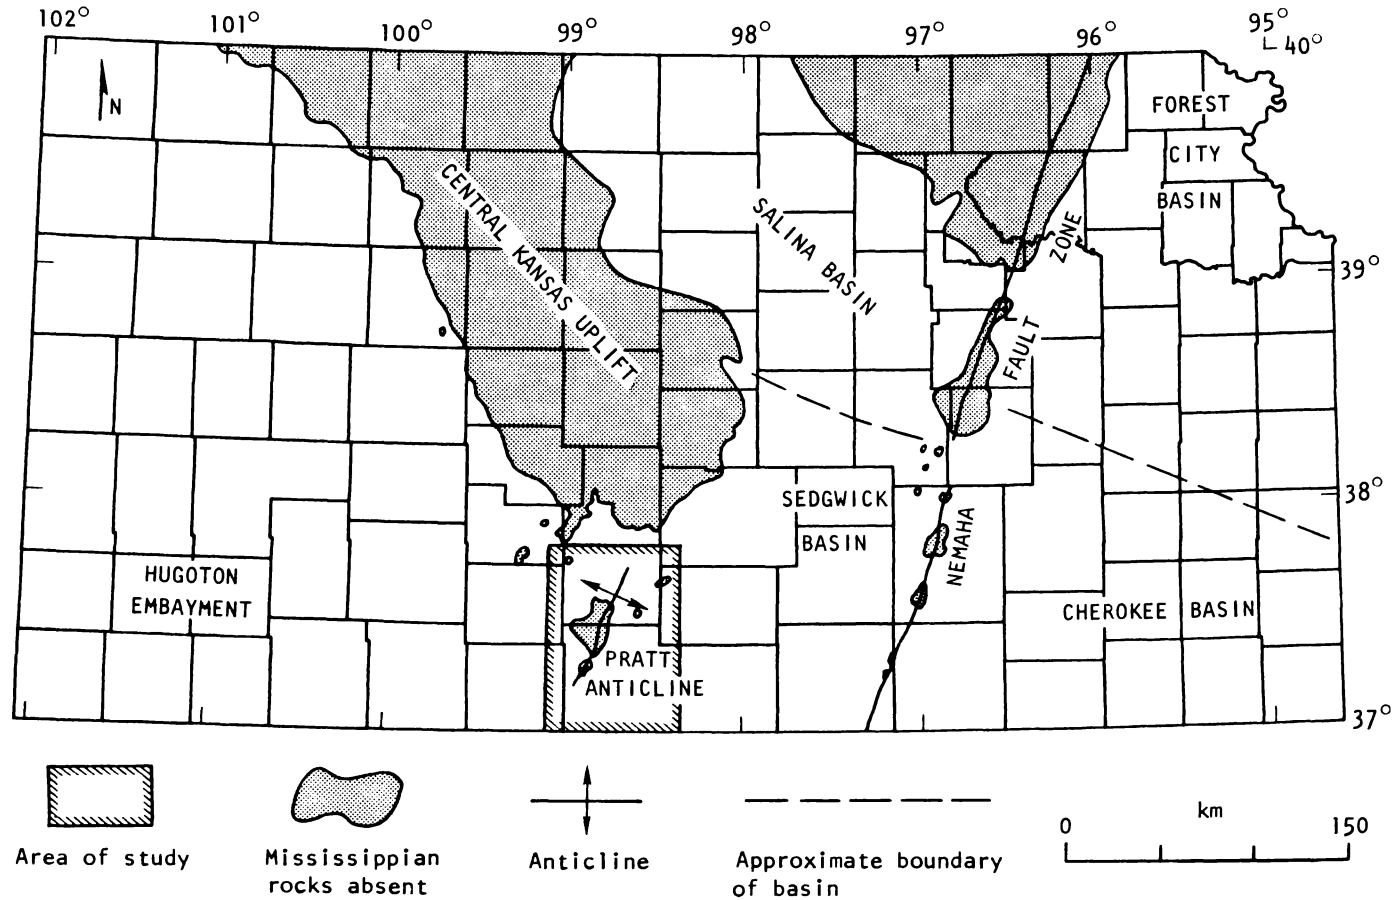 102° 101° 100° 99° 98° 97° 96° 95°
40°
N
FOREST
CITY
BASIN
CENTRAL KANSAS UPLIFT
SALINA BASIN
ZONE
39°
FAULT
38°
SEDGWICK
BASIN
NEMAHA
HUGOTON
EMBAYMENT
CHEROKEE BASIN
PRATT
ANTICLINE
37°
km
0 150
Area of study
Mississippian
rocks absent
Anticline
Approximate boundary
of basin